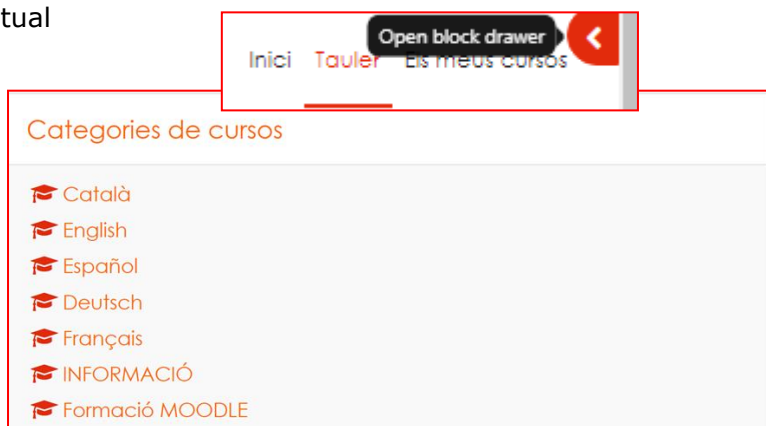 tual
Open block drawer
Inici Tauler Els meus cursos
Categories de cursos
Català
English
Español
Deutsch
Français
INFORMACIÓ
Formació MOODLE